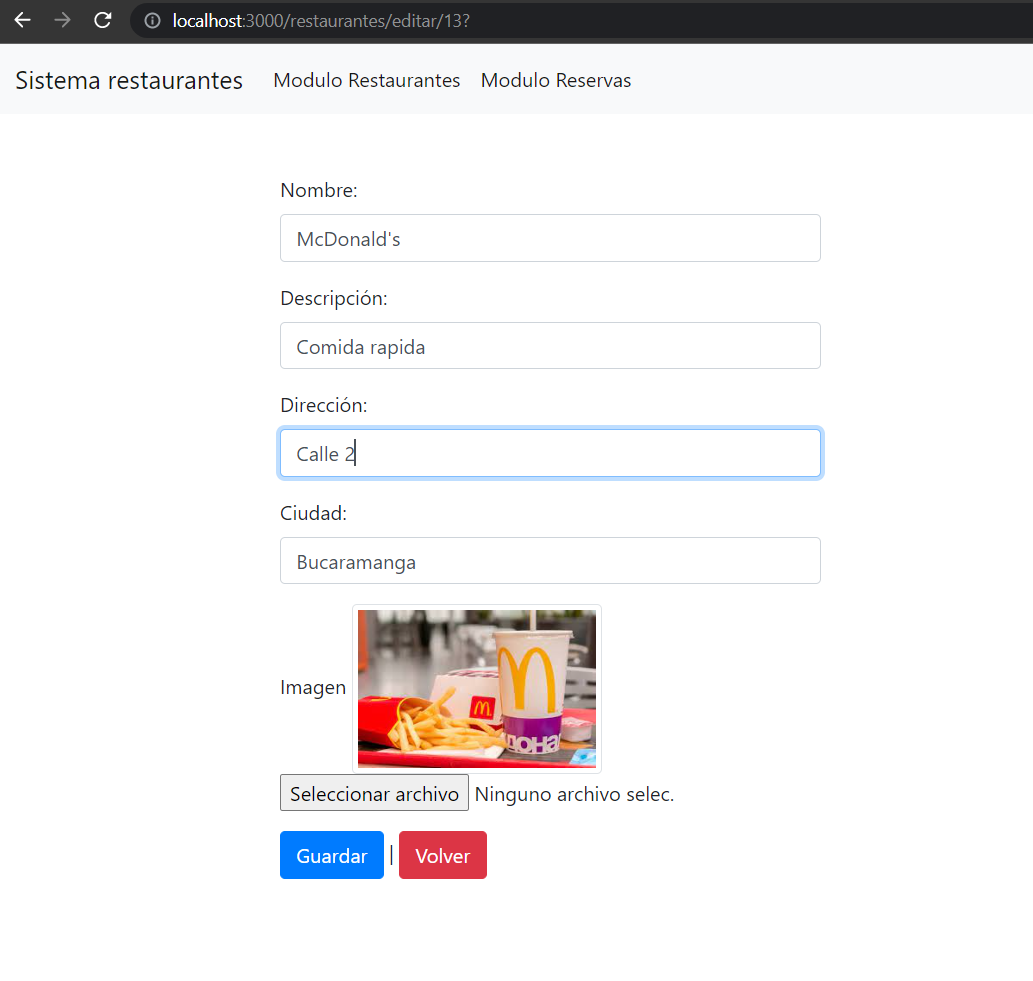 localhost:3000/restaurantes/editar/13?
Sistema restaurantes Modulo Restaurantes Modulo Reservas
Nombre:
McDonald's
Descripción:
Comida rapida
Dirección:
Calle 2
Ciudad:
Bucaramanga
Imagen
Seleccionar archivo Ninguno archivo selec.
Guardar | Volver